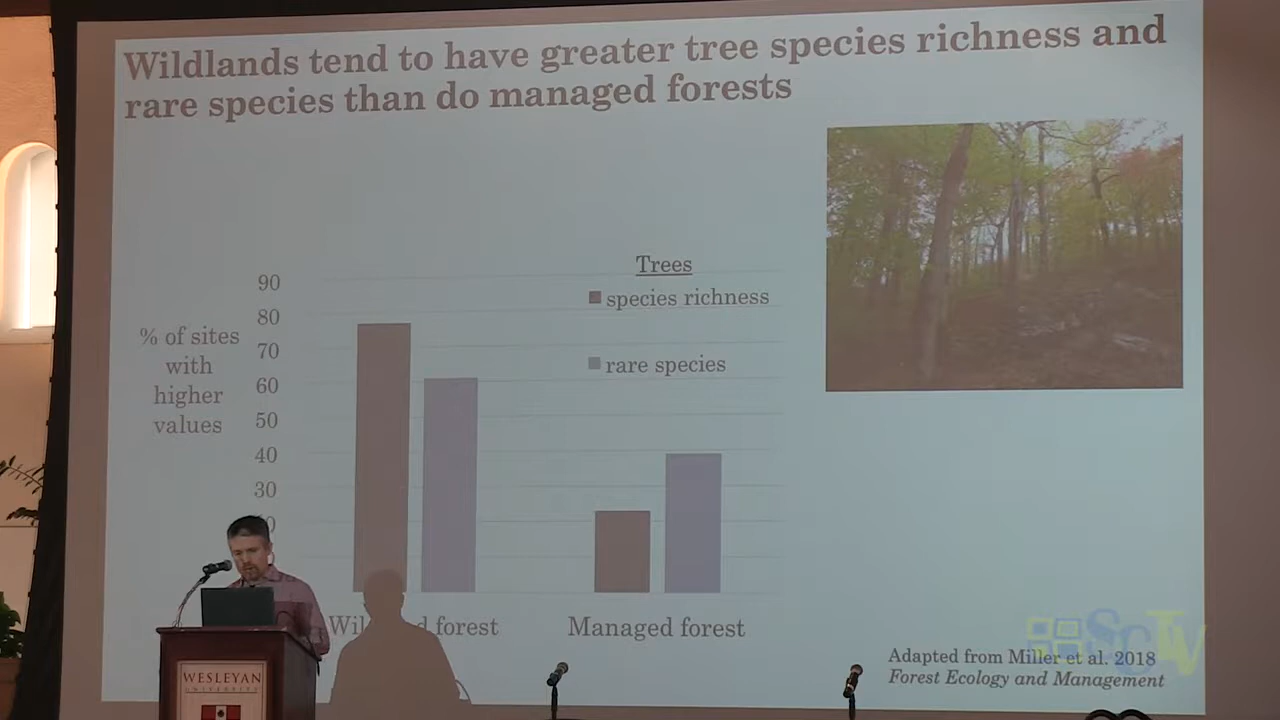 Wildlands tend to have greater tree species richness and
rare species than do managed forests
Trees
species richness
rare species
% of sites
with
higher
values
90
80
70
60
50
40
30
forest
Managed forest
Adapted from Miller et al. 2018
Forest Ecology and Management
WESLEYAN
UNIVERSITY
SCTV